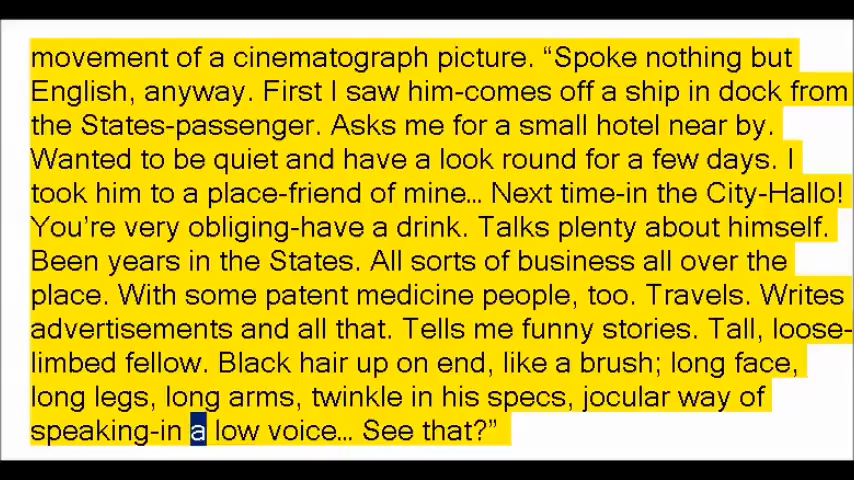 movement of a cinematograph picture. “Spoke nothing but
English, anyway. First I saw him-comes off a ship in dock from
the States-passenger. Asks me for a small hotel near by.
Wanted to be quiet and have a look round for a few days. I
took him to a place-friend of mine… Next time-in the City-Hallo!
You’re very obliging-have a drink. Talks plenty about himself.
Been years in the States. All sorts of business all over the
place. With some patent medicine people, too. Travels. Writes
advertisements and all that. Tells me funny stories. Tall, loose-
limbed fellow. Black hair up on end, like a brush; long face,
long legs, long arms, twinkle in his specs, jocular way of
speaking-in a low voice… See that?”